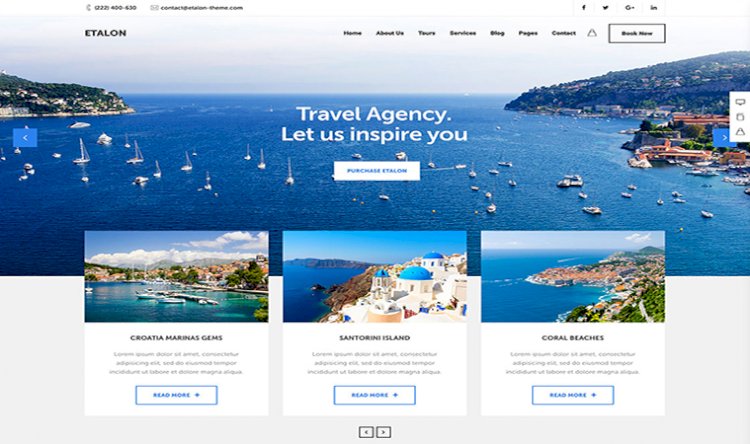 (222) 400-630 contact@etalon-theme.com
ETALON Home About Us Tours Services Blog Pages Contact Book Now
Travel Agency.
Let us inspire you
PURCHASE ETALON
CROATIA MARINAS GEMS
Lorem ipsum dolor sit amet, consectetur
adipisicing elit, sed do eiusmod tempor
incididunt ut labore et dolore magna aliqua.
READ MORE +
SANTORINI ISLAND
Lorem ipsum dolor sit amet, consectetur
adipisicing elit, sed do eiusmod tempor
incididunt ut labore et dolore magna aliqua.
READ MORE +
CORAL BEACHES
Lorem ipsum dolor sit amet, consectetur
adipisicing elit, sed do eiusmod tempor
incididunt ut labore et dolore magna aliqua.
READ MORE +